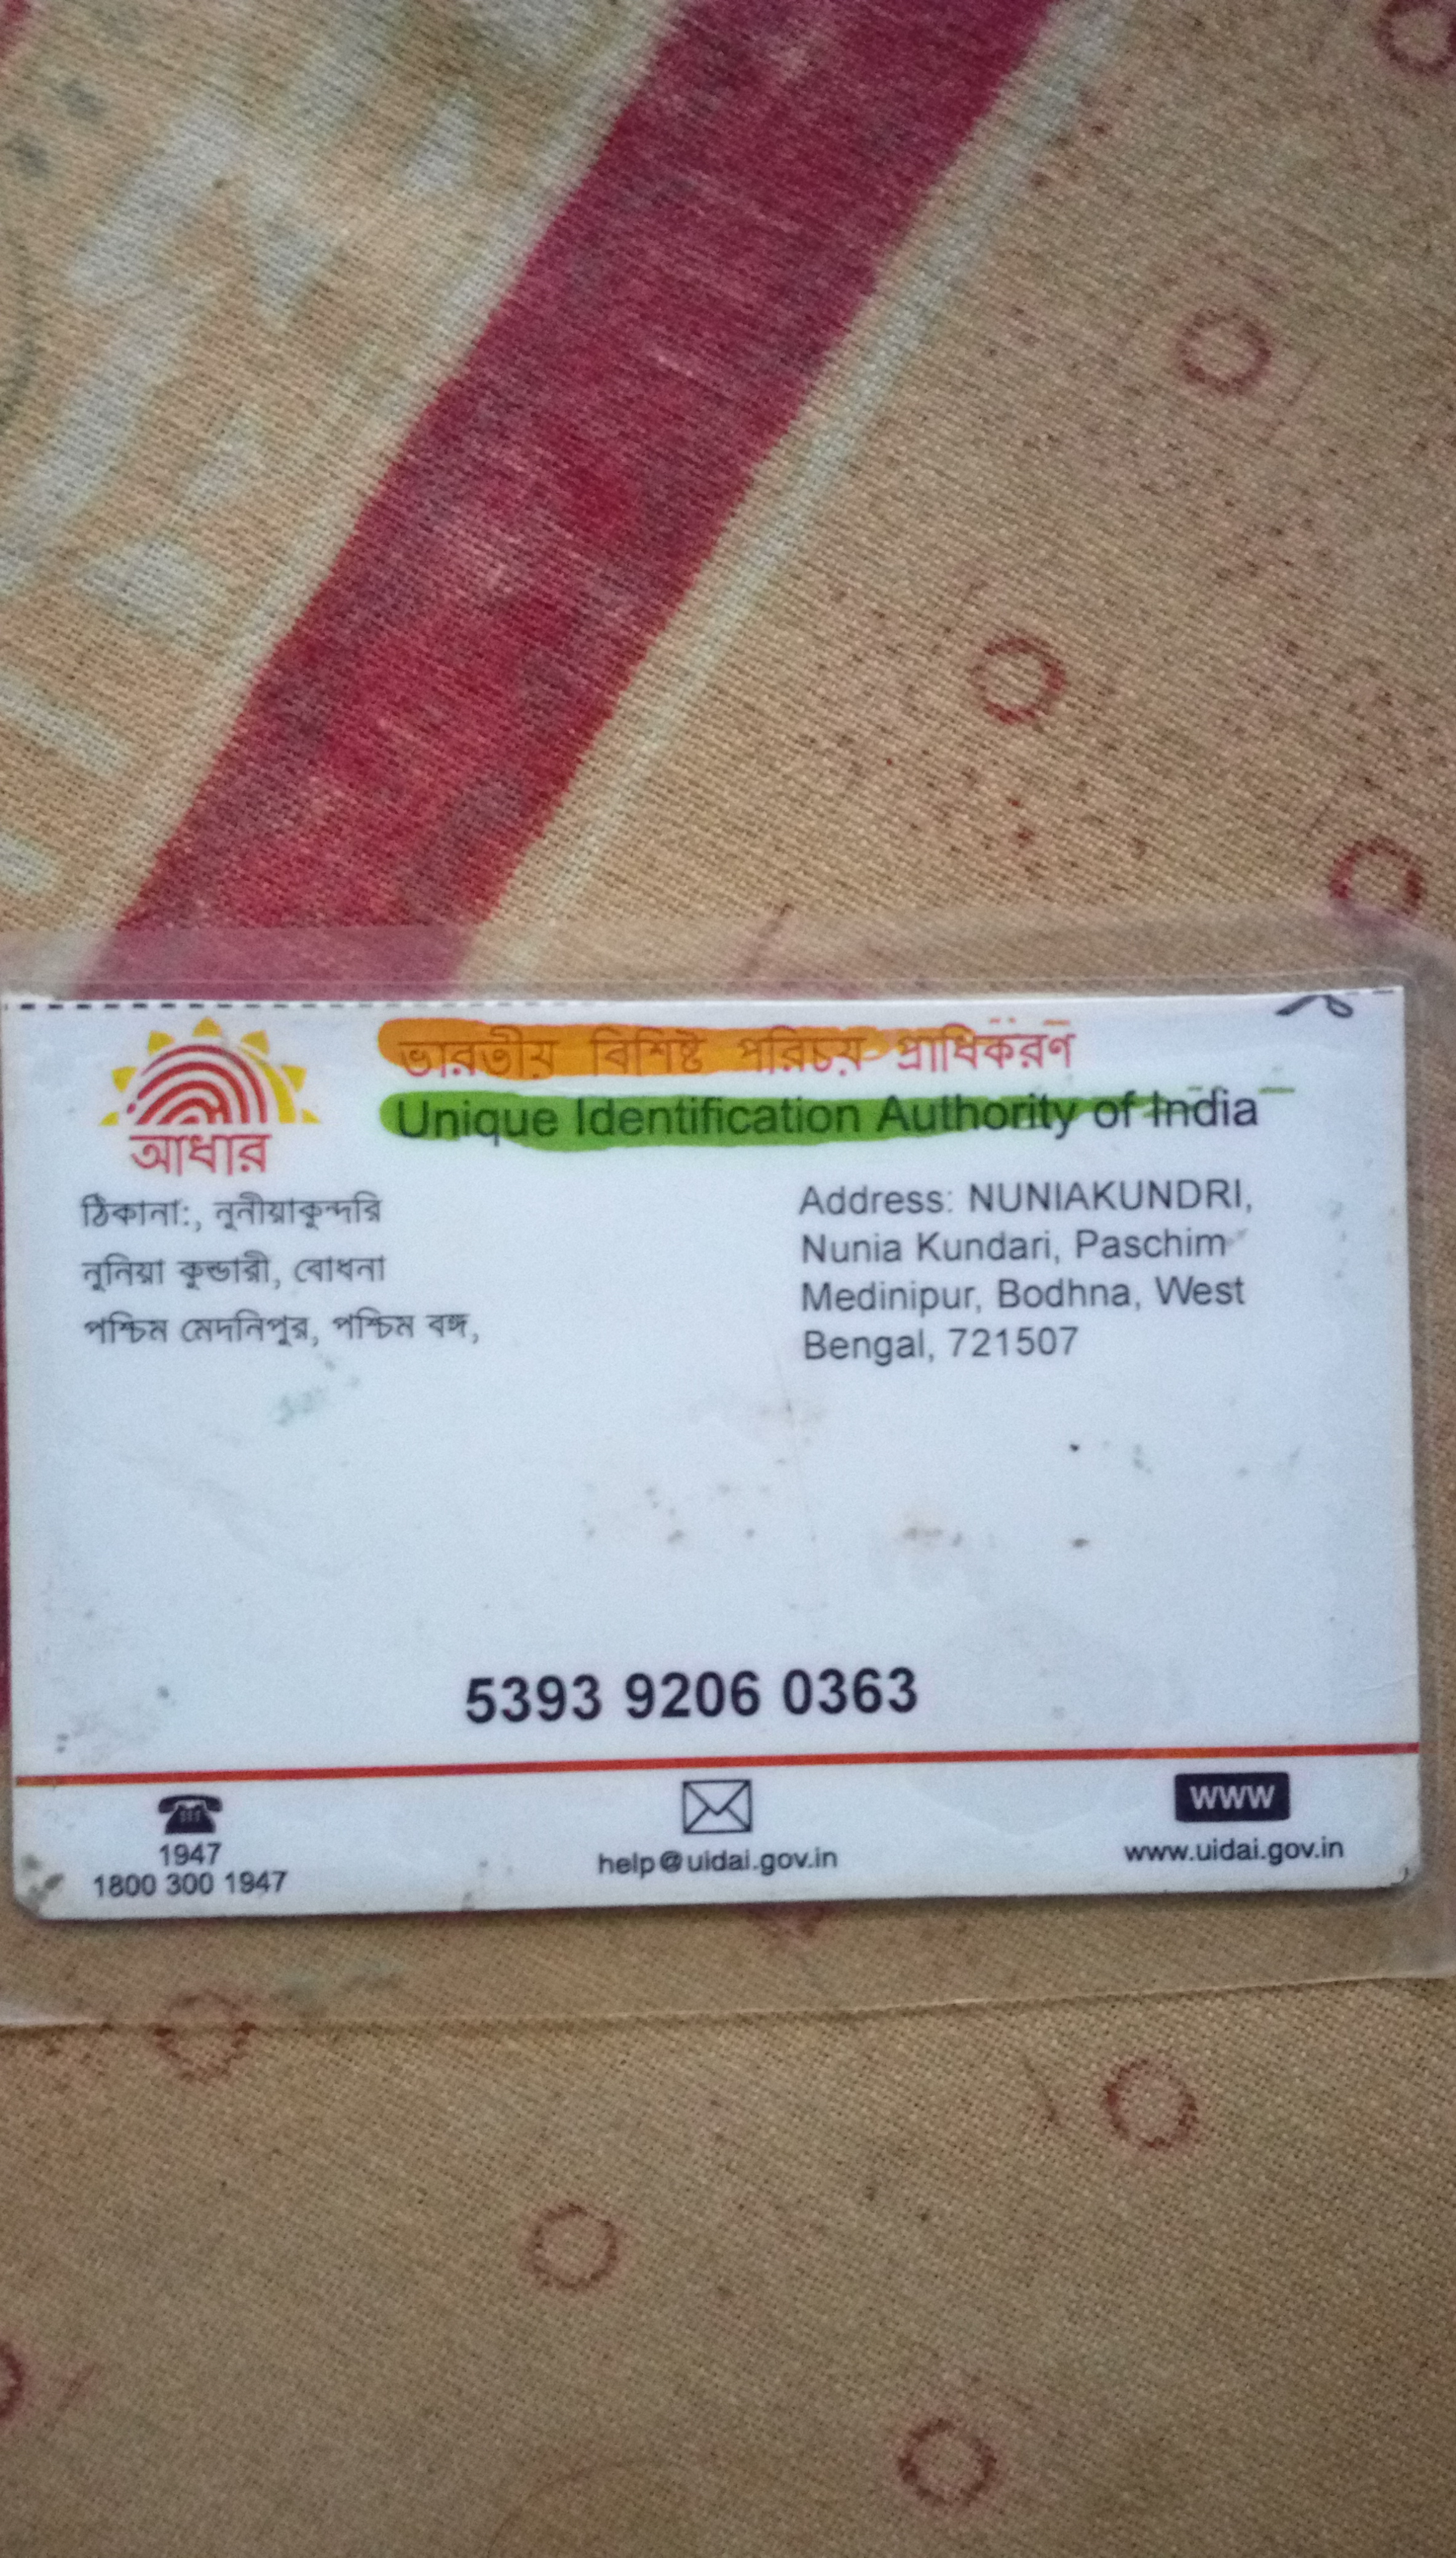 ভারতীয় বিশিষ্ট পরিচয় প্রাধিকরণ
Unique Identification Authority of India
আধার
ঠিকানা:, নূনীয়াকুন্দরি
নূনিয়া কুন্ডারী, বোধনা
পশ্চিম মেদনিপুর, পশ্চিম বঙ্গ,
Address: NUNIAKUNDRI,
Nunia Kundari, Paschim
Medinipur, Bodhna, West
Bengal, 721507
5393 9206 0363
1947
1800 300 1947
help@uidai.gov.in
www
www.uidai.gov.in